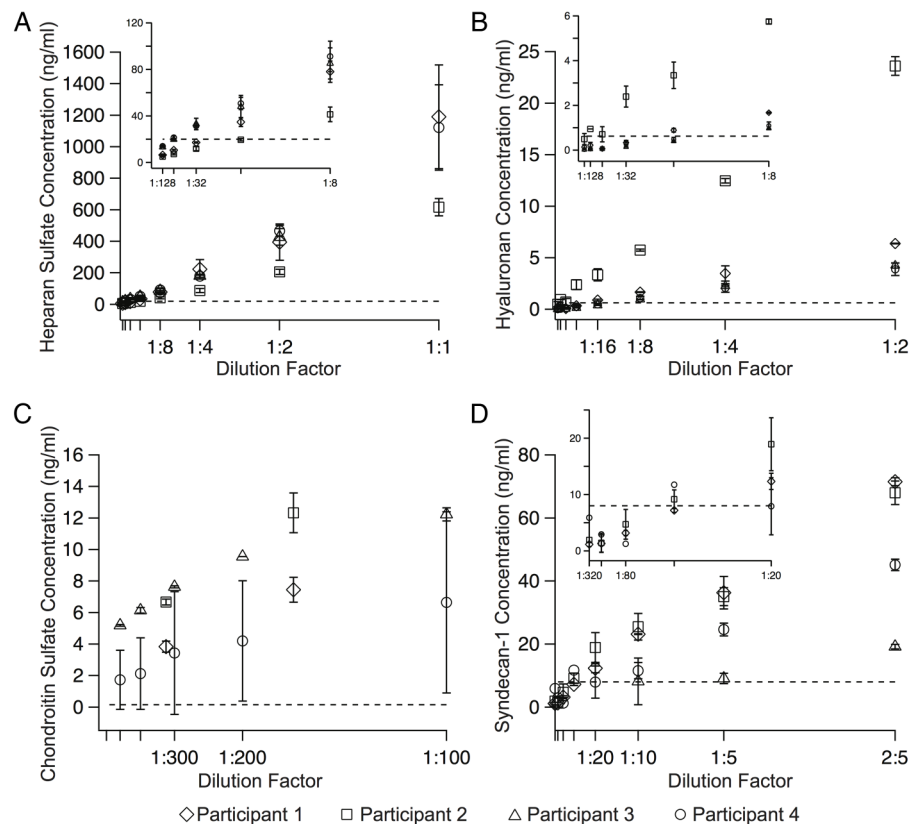 A
Heparan Sulfate Concentration (ng/ml)
1600
1400
1200
1000
800
600
400
200
0
1:8 1:4 1:2 1:1
Dilution Factor
120
80
40
0
1:128 1:32 1:8
B
Hyaluronan Concentration (ng/ml)
25
20
15
10
5
0
1:16 1:8 1:4 1:2
Dilution Factor
6
4
2
0
1:128 1:32 1:8
C
Chondroitin Sulfate Concentration (ng/ml)
16
14
12
10
8
6
4
2
0
1:300 1:200 1:100
Dilution Factor
D
Syndecan-1 Concentration (ng/ml)
80
60
40
20
0
1:20 1:10 1:5 2:5
Dilution Factor
20
10
0
1:320 1:80 1:20
Participant 1 Participant 2 Participant 3 Participant 4